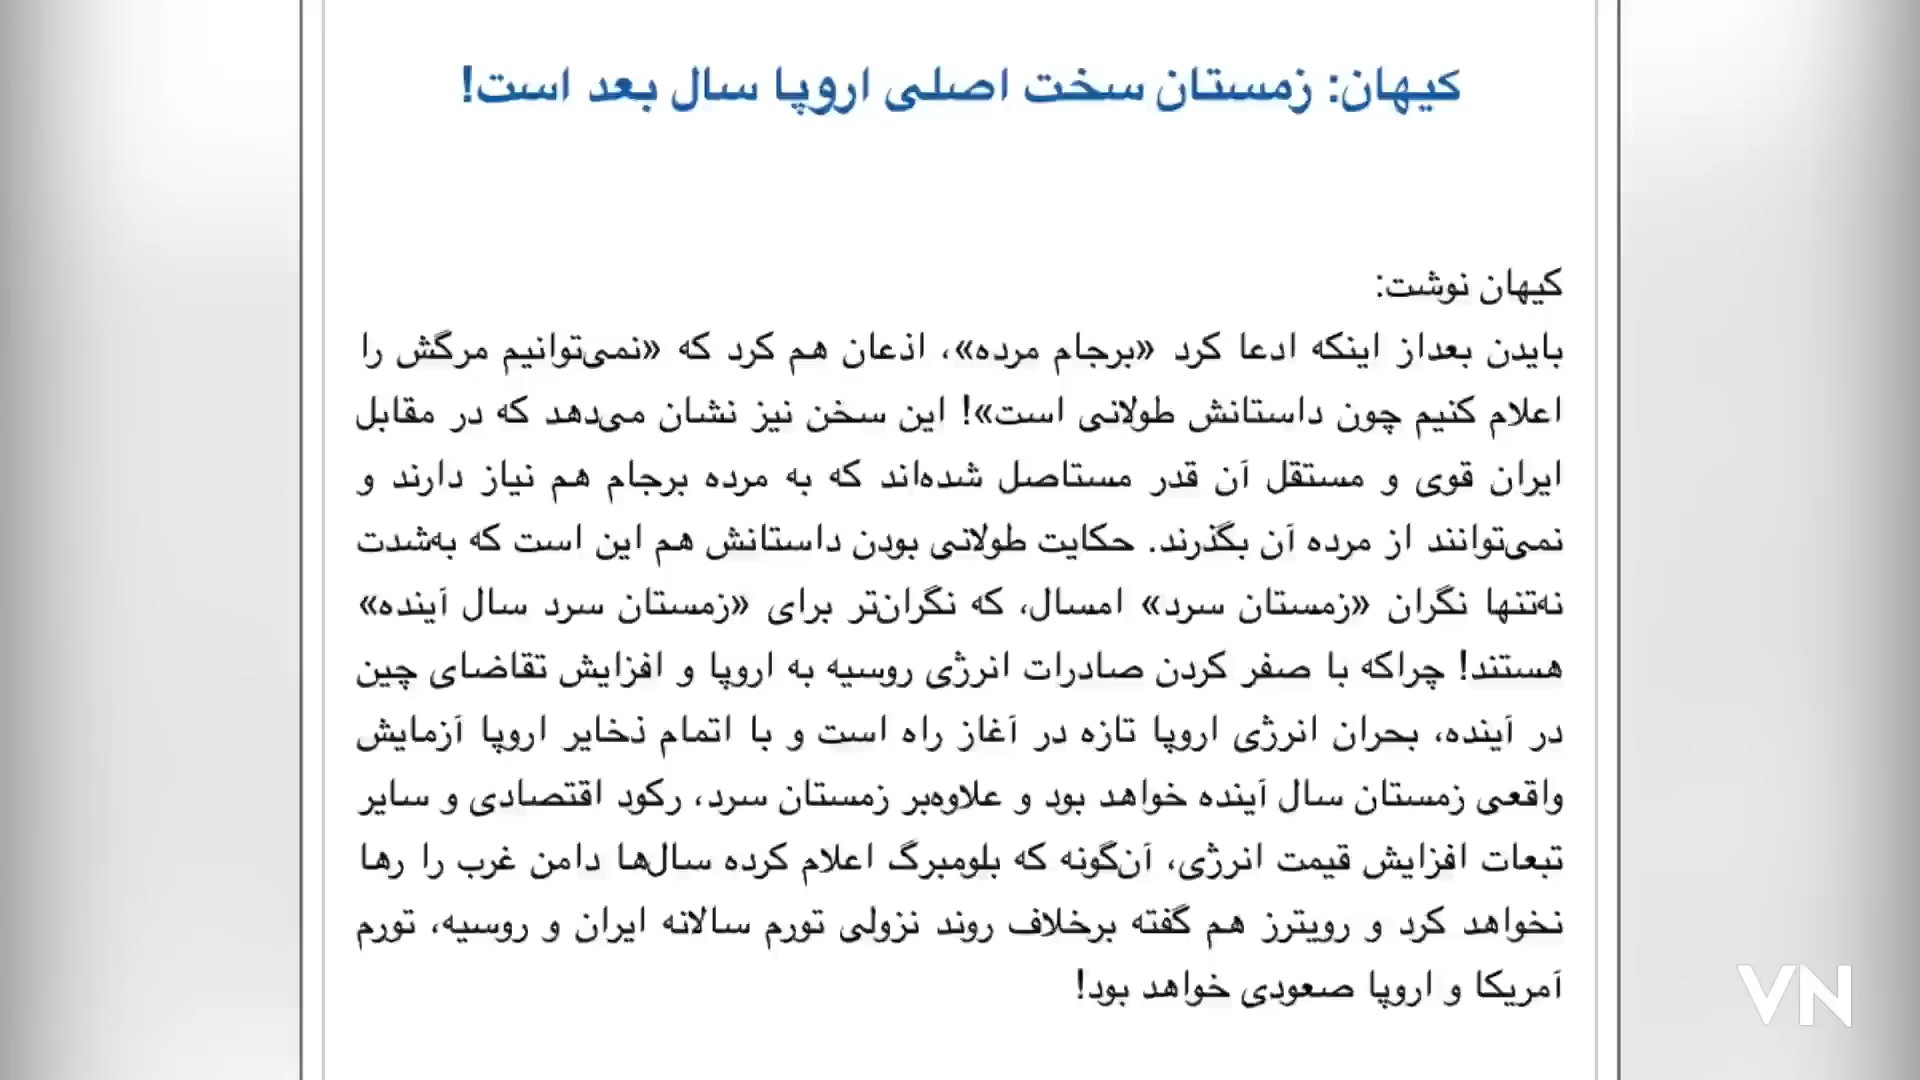 کیهان: زمستان سخت اصلی اروپا سال بعد است!
کیهان نوشت:
بایدن بعداز اینکه ادعا کرد «برجام مرده»، اذعان هم کرد که «نمی‌توانیم مرگش را
اعلام کنیم چون داستانش طولانی است»! این سخن نیز نشان می‌دهد که در مقابل
ایران قوی و مستقل آن قدر مستاصل شده‌اند که به مرده برجام هم نیاز دارند و
نمی‌توانند از مرده آن بگذرند. حکایت طولانی بودن داستانش هم این است که به‌شدت
نه‌تنها نگران «زمستان سرد» امسال، که نگران‌تر برای «زمستان سرد سال آینده»
هستند! چراکه با صفر کردن صادرات انرژی روسیه به اروپا و افزایش تقاضای چین
در آینده، بحران انرژی اروپا تازه در آغاز راه است و با اتمام ذخایر اروپا آزمایش
واقعی زمستان سال آینده خواهد بود و علاوه‌بر زمستان سرد، رکود اقتصادی و سایر
تبعات افزایش قیمت انرژی، آن‌گونه که بلومبرگ اعلام کرده سال‌ها دامن غرب را رها
نخواهد کرد و رویترز هم گفته برخلاف روند نزولی تورم سالانه ایران و روسیه، تورم
آمریکا و اروپا صعودی خواهد بود!
VN